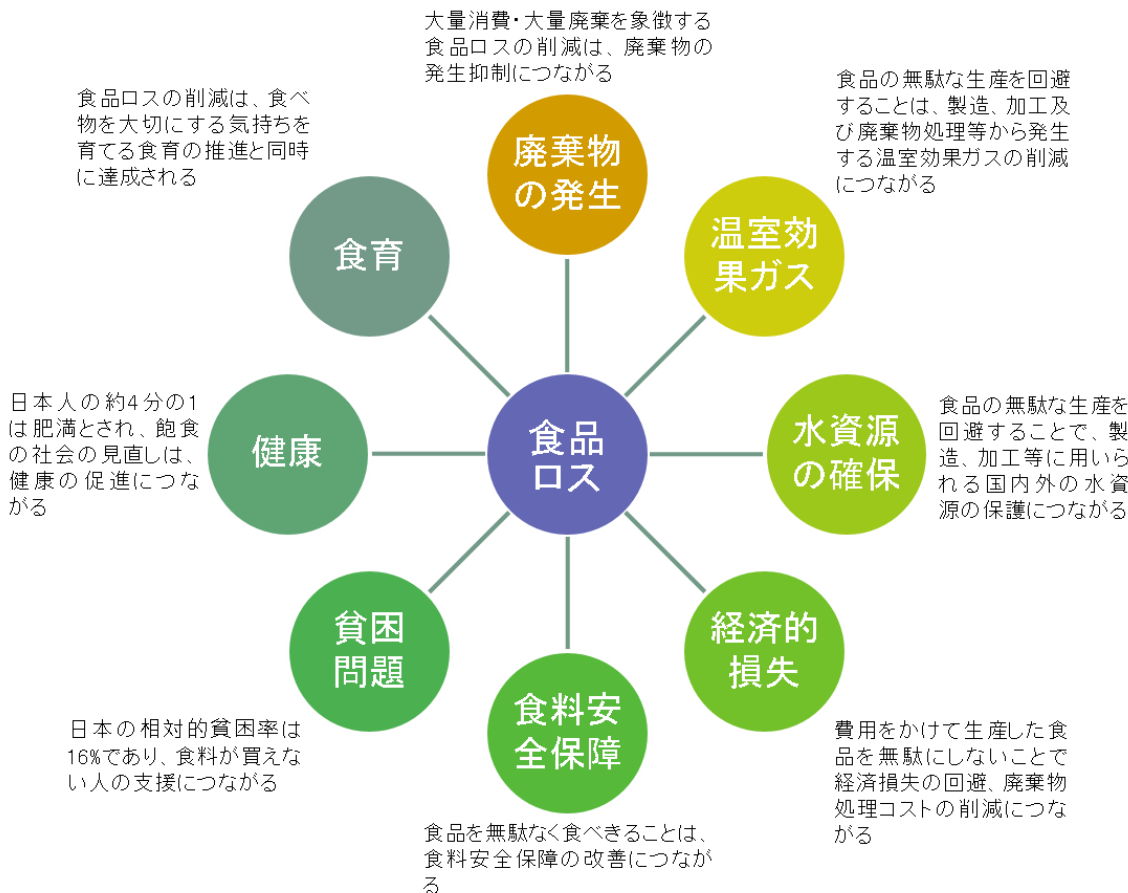 大量消費・大量廃棄を象徴する
食品ロスの削減は、廃棄物の
発生抑制につながる
廃棄物
の発生
食品の無駄な生産を回避
することは、製造、加工及
び廃棄物処理等から発生
する温室効果ガスの削減
につながる
温室効
果ガス
食品の無駄な生産を
回避することで、製
造、加工等に用いら
れる国内外の水資
源の保護につながる
水資源
の確保
経済的
損失
費用をかけて生産した食
品を無駄にしないことで
経済損失の回避、廃棄物
処理コストの削減につな
がる
食料安
全保障
食品を無駄なく食べきることは、
食料安全保障の改善につなが
る
貧困
問題
日本の相対的貧困率は
16%であり、食料が買えな
い人の支援につながる
健康
日本人の約4分の1
は肥満とされ、飽食
の社会の見直しは、
健康の促進につな
がる
食育
食品ロスの削減は、食べ
物を大切にする気持ちを
育てる食育の推進と同時
に達成される
食品
ロス